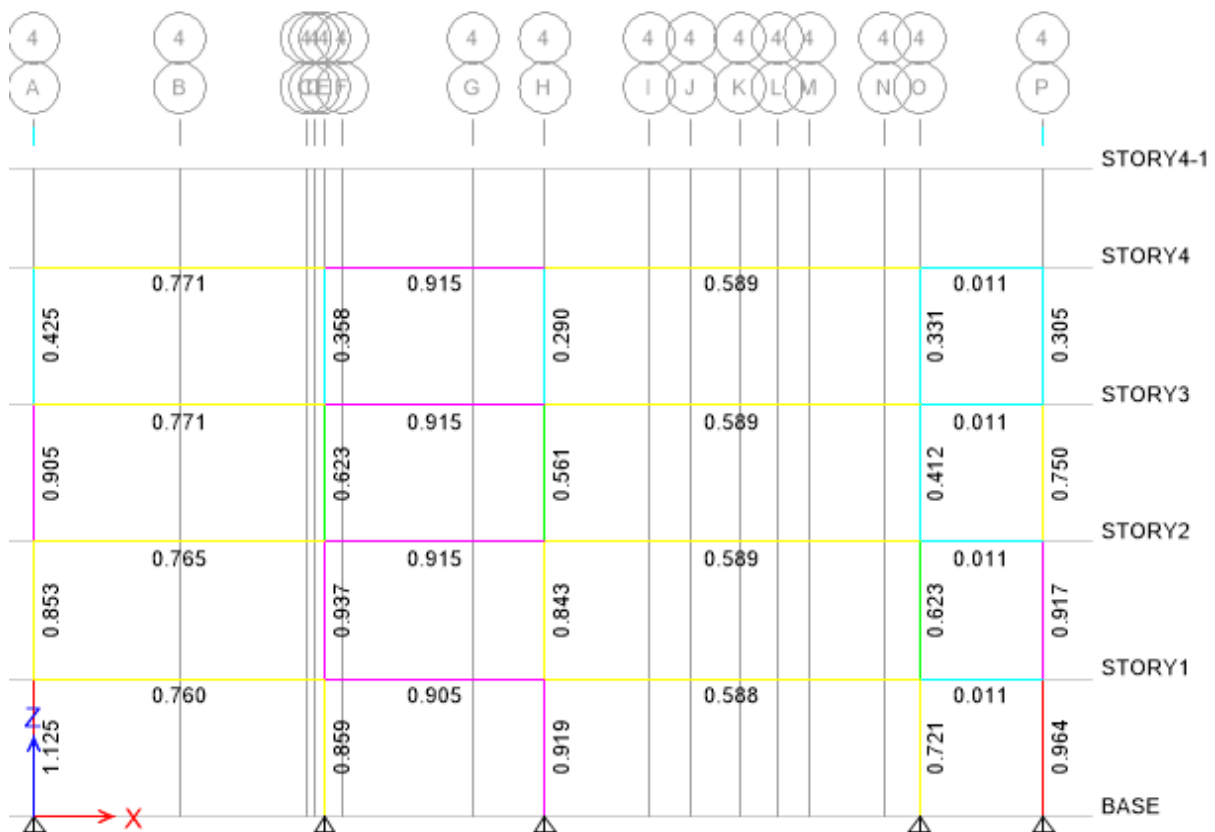 4 4 4 4 4 4 4 4 4 4 4 4 4 4 4
A B E F G H I J K L M N O P
STORY4-1
STORY4
0.771 0.915 0.589 0.011
0.425 0.358 0.290 0.331 0.305
STORY3
0.771 0.915 0.589 0.011
0.905 0.623 0.561 0.412 0.750
STORY2
0.765 0.915 0.589 0.011
0.853 0.937 0.843 0.623 0.917
STORY1
0.760 0.905 0.588 0.011
Z
1.125 0.859 0.919 0.721 0.964
X
BASE